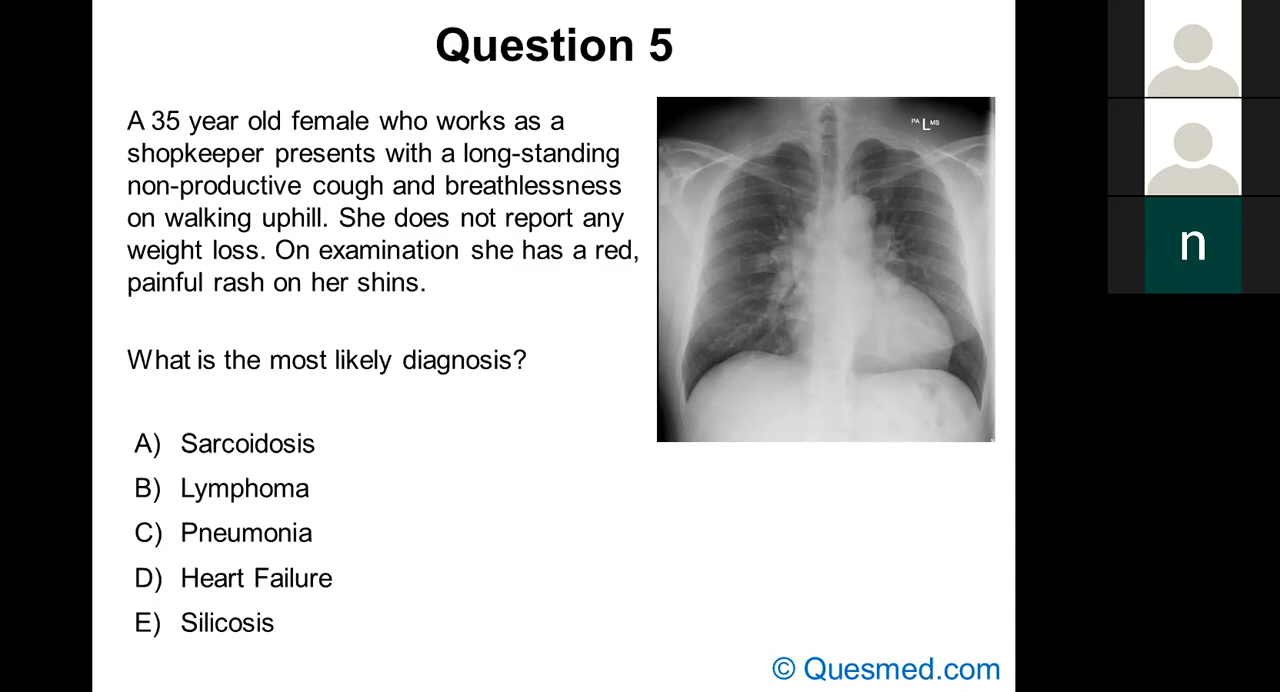 Question 5
A 35 year old female who works as a
shopkeeper presents with a long-standing
non-productive cough and breathlessness
on walking uphill. She does not report any
weight loss. On examination she has a red,
painful rash on her shins.
What is the most likely diagnosis?
A) Sarcoidosis
B) Lymphoma
C) Pneumonia
D) Heart Failure
E) Silicosis
PA L MS
n
© Quesmed.com